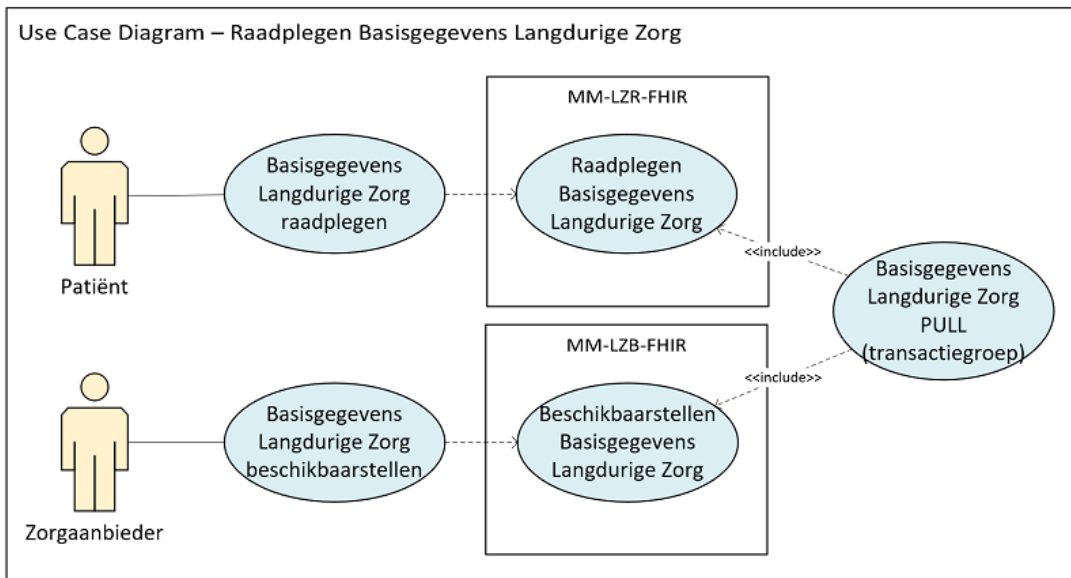 Use Case Diagram – Raadplegen Basisgegevens Langdurige Zorg
MM-LZR-FHIR
Basisgegevens
Langdurige Zorg
raadplegen
Raadplegen
Basisgegevens
Langdurige Zorg
Patiënt
<<include>>
Basisgegevens
Langdurige Zorg
PULL
(transactiegroep)
MM-LZB-FHIR
<<include>>
Basisgegevens
Langdurige Zorg
beschikbaarstellen
Beschikbaarstellen
Basisgegevens
Langdurige Zorg
Zorgaanbieder